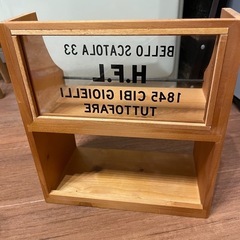 BELLO SCATOLA 33
H.F.L
1845 CIBI GIOIELLI
TUTTOFARE